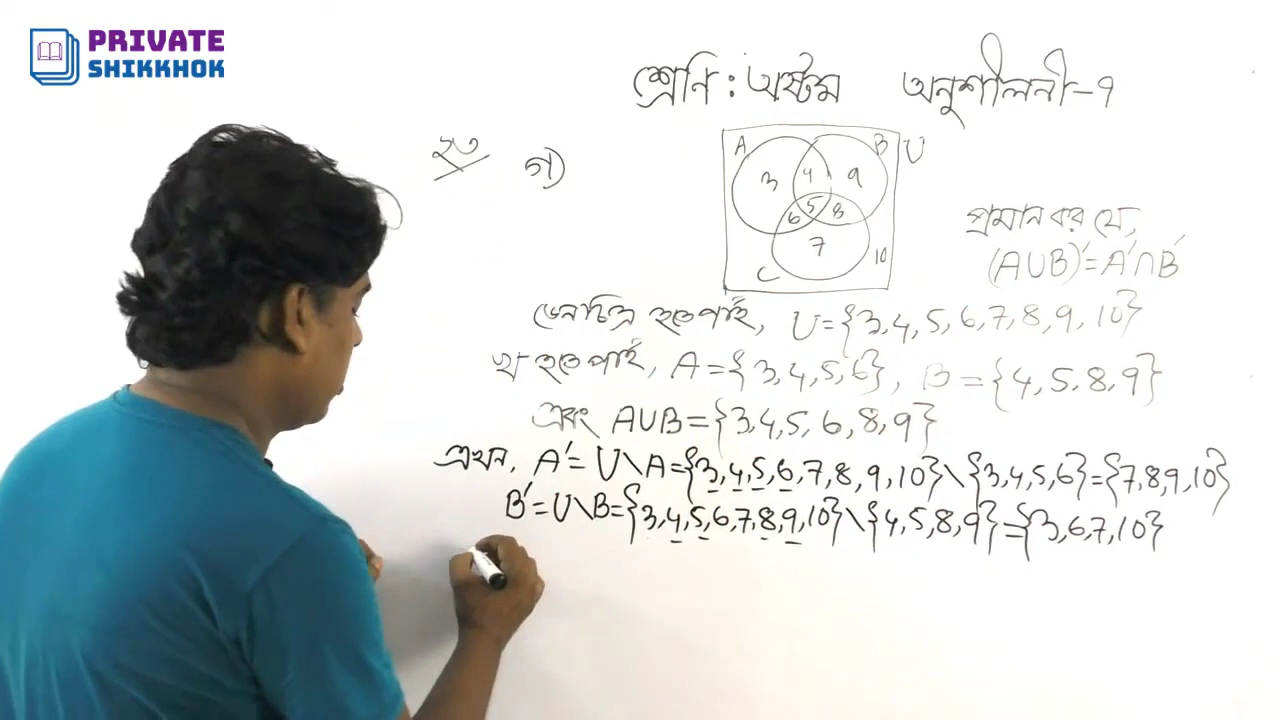 PRIVATE
SHIKKHOK
শ্রেণি : অষ্টম অনুশীলনী-৭
২৩ গ)
A B U
3 4 9
6 5 8
7
C 10
প্রমান কর যে,
(A∪B)′=A′∩B′
ভেনচিত্র হতে পাই, U={3,4,5,6,7,8,9,10}
খ হতে পাই, A={3,4,5,6}, B={4,5,8,9}
এবং A∪B={3,4,5,6,8,9}
এখন, A′=U\A={3,4,5,6,7,8,9,10}\{3,4,5,6}={7,8,9,10}
B′=U\B={3,4,5,6,7,8,9,10}\{4,5,8,9}={3,6,7,10}